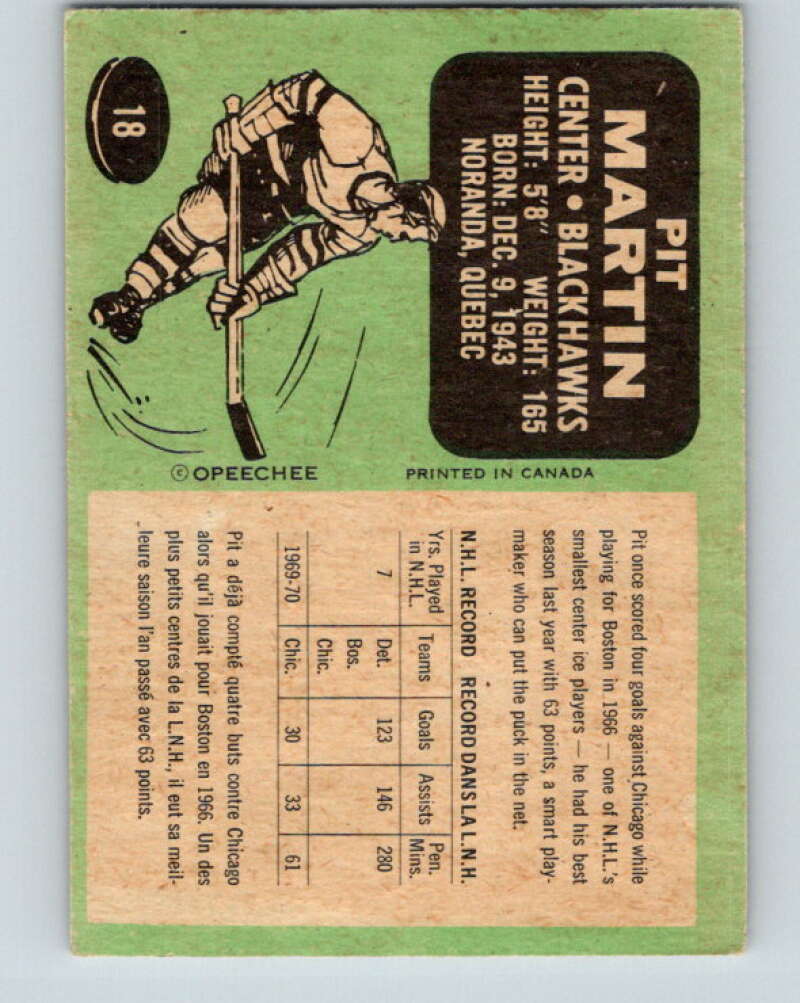 18
PIT
MARTIN
CENTER • BLACK HAWKS
HEIGHT: 5'8" WEIGHT: 165
BORN: DEC. 9, 1943
NORANDA, QUEBEC
© OPEECHEE
PRINTED IN CANADA
Pit once scored four goals against Chicago while
playing for Boston in 1966 — one of N.H.L.'s
smallest center ice players — he had his best
season last year with 63 points, a smart play-
maker who can put the puck in the net.
N.H.L. RECORD RECORD DANS LA L.N.H.
Yrs. Played in N.H.L. Teams Goals Assists Pen. Mins.
7 Det. 123 146 280
Bos.
Chic.
1969-70 Chic. 30 33 61
Pit a déjà compté quatre buts contre Chicago
alors qu'il jouait pour Boston en 1966. Un des
plus petits centres de la L.N.H., il eut sa meil-
leure saison l'an passé avec 63 points.